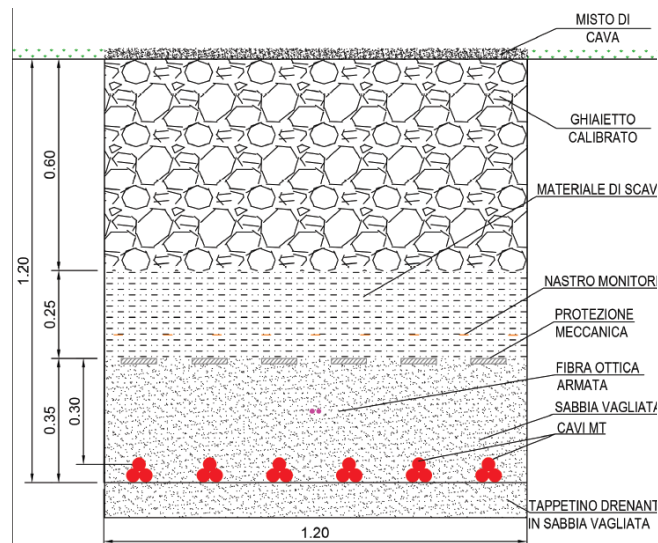 MISTO DI
CAVA
GHIAIETTO
CALIBRATO
MATERIALE DI SCAV
NASTRO MONITORE
PROTEZIONE
MECCANICA
FIBRA OTTICA
ARMATA
SABBIA VAGLIATA
CAVI MT
TAPPETINO DRENANT
IN SABBIA VAGLIATA
1.20
0.60
0.25
0.35
0.30
1.20